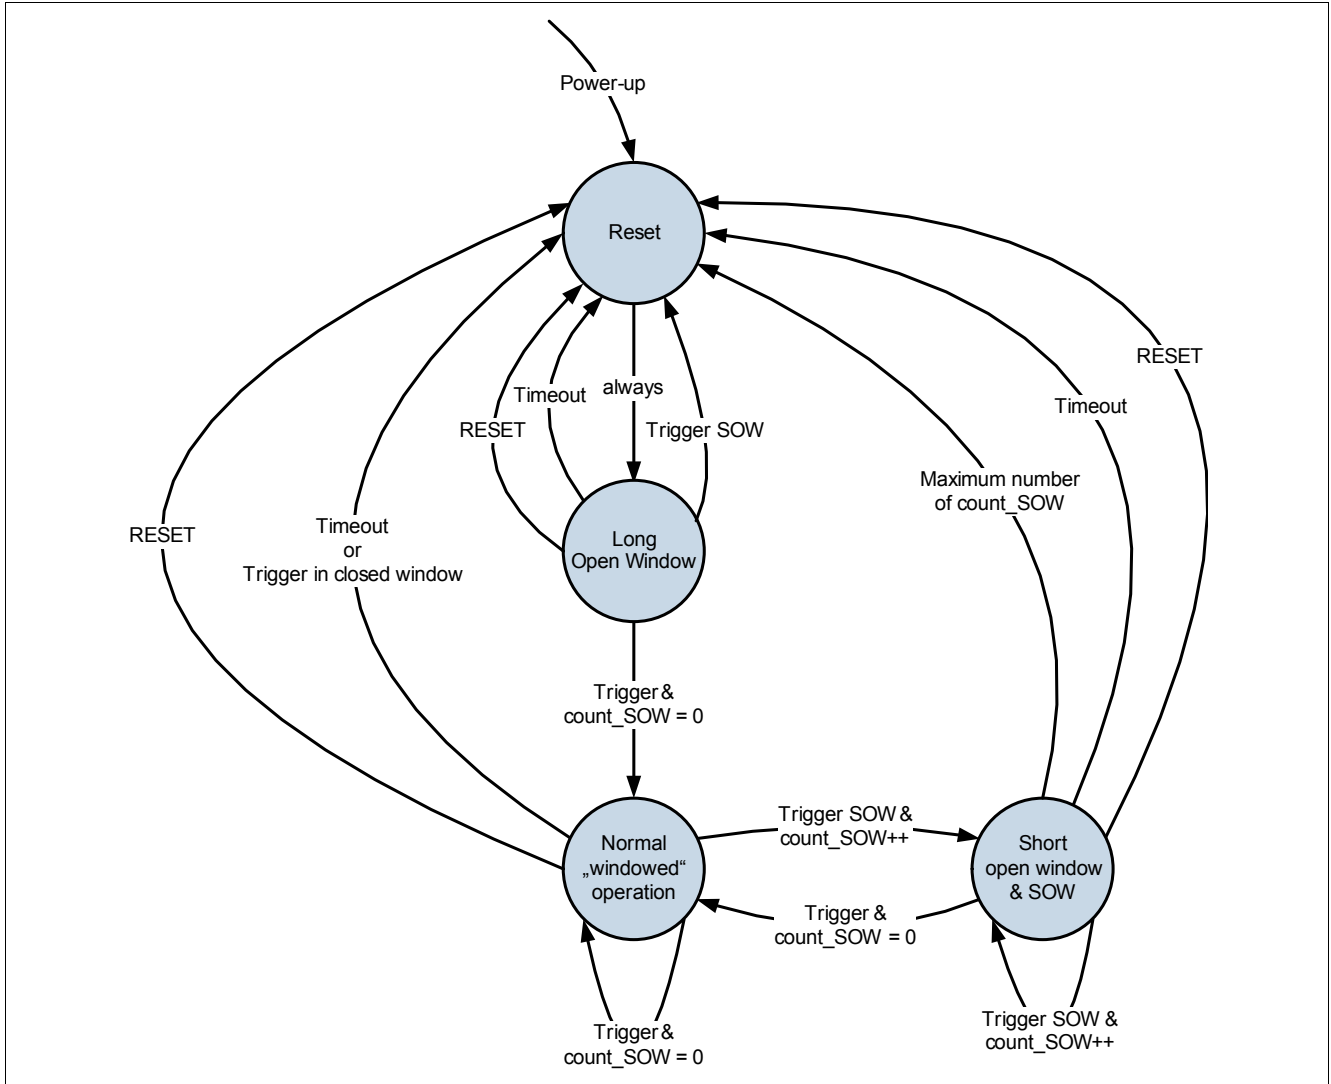 Power-up
Reset
RESET
Timeout
always
Timeout
RESET
Trigger SOW
Maximum number
of count_SOW
RESET
Timeout
or
Trigger in closed window
Long
Open Window
Trigger &
count_SOW = 0
Normal
„windowed“
operation
Trigger SOW &
count_SOW++
Short
open window
& SOW
Trigger &
count_SOW = 0
Trigger &
count_SOW = 0
Trigger SOW &
count_SOW++